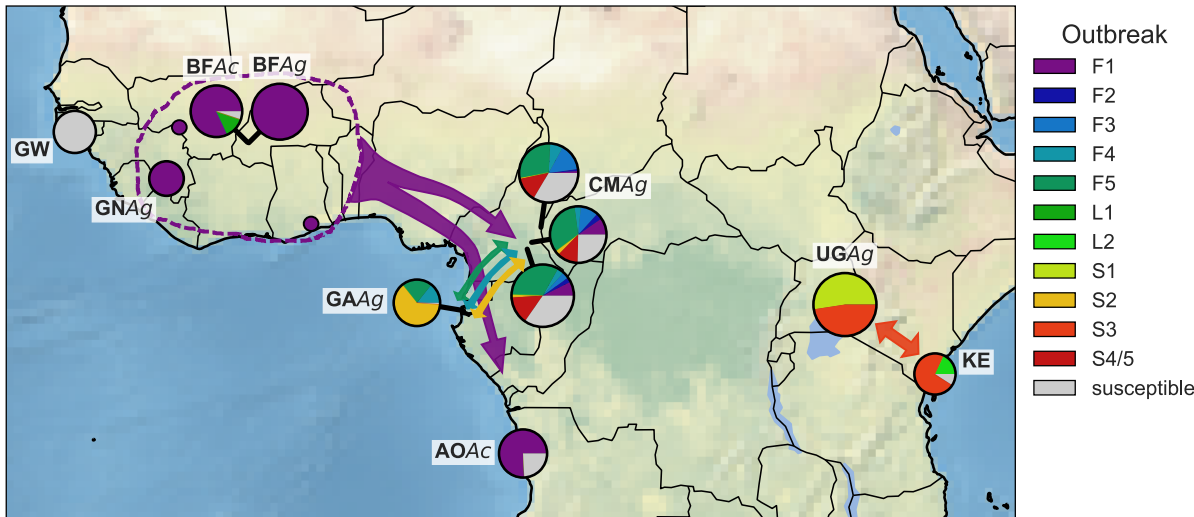 Outbreak
F1
F2
F3
F4
F5
L1
L2
S1
S2
S3
S4/5
susceptible
BFAc BFAg
GW
GNAg
CMAg
UGAg
GAAg
KE
AOAc